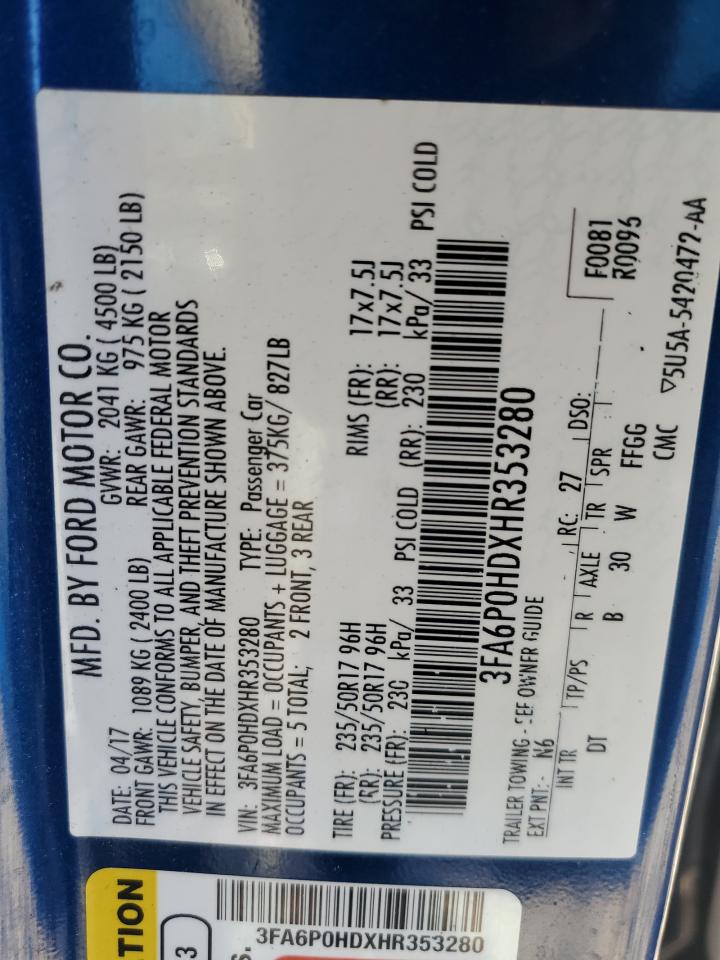 MFD. BY FORD MOTOR CO.
DATE: 04/17 GVWR: 2041 KG ( 4500 LB)
FRONT GAWR: 1089 KG ( 2400 LB) REAR GAWR: 975 KG ( 2150 LB)
THIS VEHICLE CONFORMS TO ALL APPLICABLE FEDERAL MOTOR
VEHICLE SAFETY, BUMPER, AND THEFT PREVENTION STANDARDS
IN EFFECT ON THE DATE OF MANUFACTURE SHOWN ABOVE.
VIN: 3FA6P0HDXHR353280 TYPE: Passenger Car
MAXIMUM LOAD = OCCUPANTS + LUGGAGE = 375KG/ 827LB
OCCUPANTS = 5 TOTAL; 2 FRONT, 3 REAR
TIRE (FR): 235/50R17 96H RIMS (FR): 17x7.5J
(RR): 235/50R17 96H (RR): 17x7.5J
PRESSURE (FR): 230 kPa/ 33 PSI COLD (RR): 230 kPa/ 33 PSI COLD
3FA6P0HDXHR353280
TRAILER TOWING - SEE OWNER GUIDE
EXT PNT: N6 RC: 27 DSO: F0081
R0096
INT TR TP/PS R AXLE TR SPR
DT B 30 W FFGG
CMC ▽5U5A-5420472-AA
TION
3
S.
3FA6P0HDXHR353280